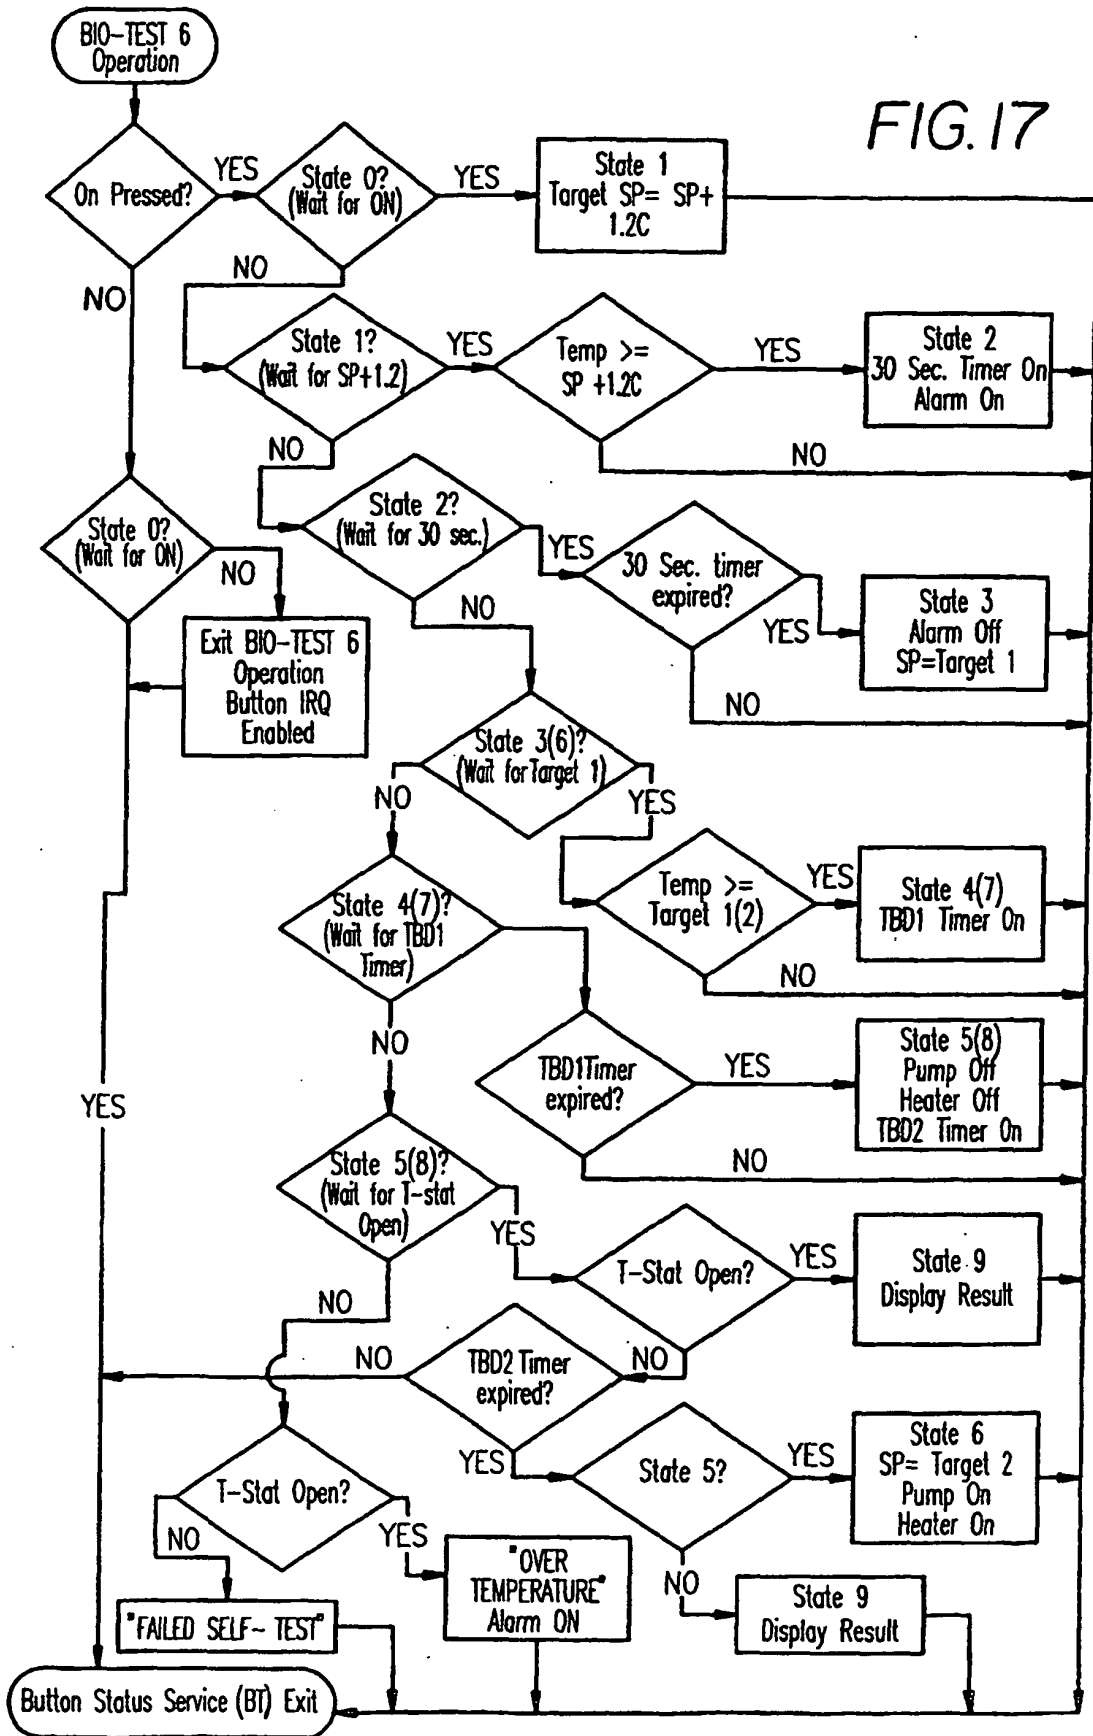 BIO-TEST 6
Operation
FIG.17
On Pressed?
YES
State 0?
(Wait for ON)
YES
State 1
Target SP= SP+
1.2C
NO
NO
State 1?
(Wait for SP+1.2)
YES
Temp >=
SP +1.2C
YES
State 2
30 Sec. Timer On
Alarm On
NO
NO
State 0?
(Wait for ON)
NO
State 2?
(Wait for 30 sec.)
YES
30 Sec. timer
expired?
YES
State 3
Alarm Off
SP=Target 1
NO
NO
Exit BIO-TEST 6
Operation
Button IRQ
Enabled
State 3(6)?
(Wait for Target 1)
NO
YES
State 4(7)?
(Wait for TBD1
Timer)
Temp >=
Target 1(2)
YES
State 4(7)
TBD1 Timer On
NO
NO
TBD1Timer
expired?
YES
State 5(8)
Pump Off
Heater Off
TBD2 Timer On
NO
YES
State 5(8)?
(Wait for T-stat
Open)
YES
T-Stat Open?
YES
State 9
Display Result
NO
NO
TBD2 Timer
expired?
NO
YES
State 5?
YES
State 6
SP= Target 2
Pump On
Heater On
T-Stat Open?
NO
YES
"OVER
TEMPERATURE"
Alarm ON
NO
State 9
Display Result
"FAILED SELF- TEST"
Button Status Service (BT) Exit